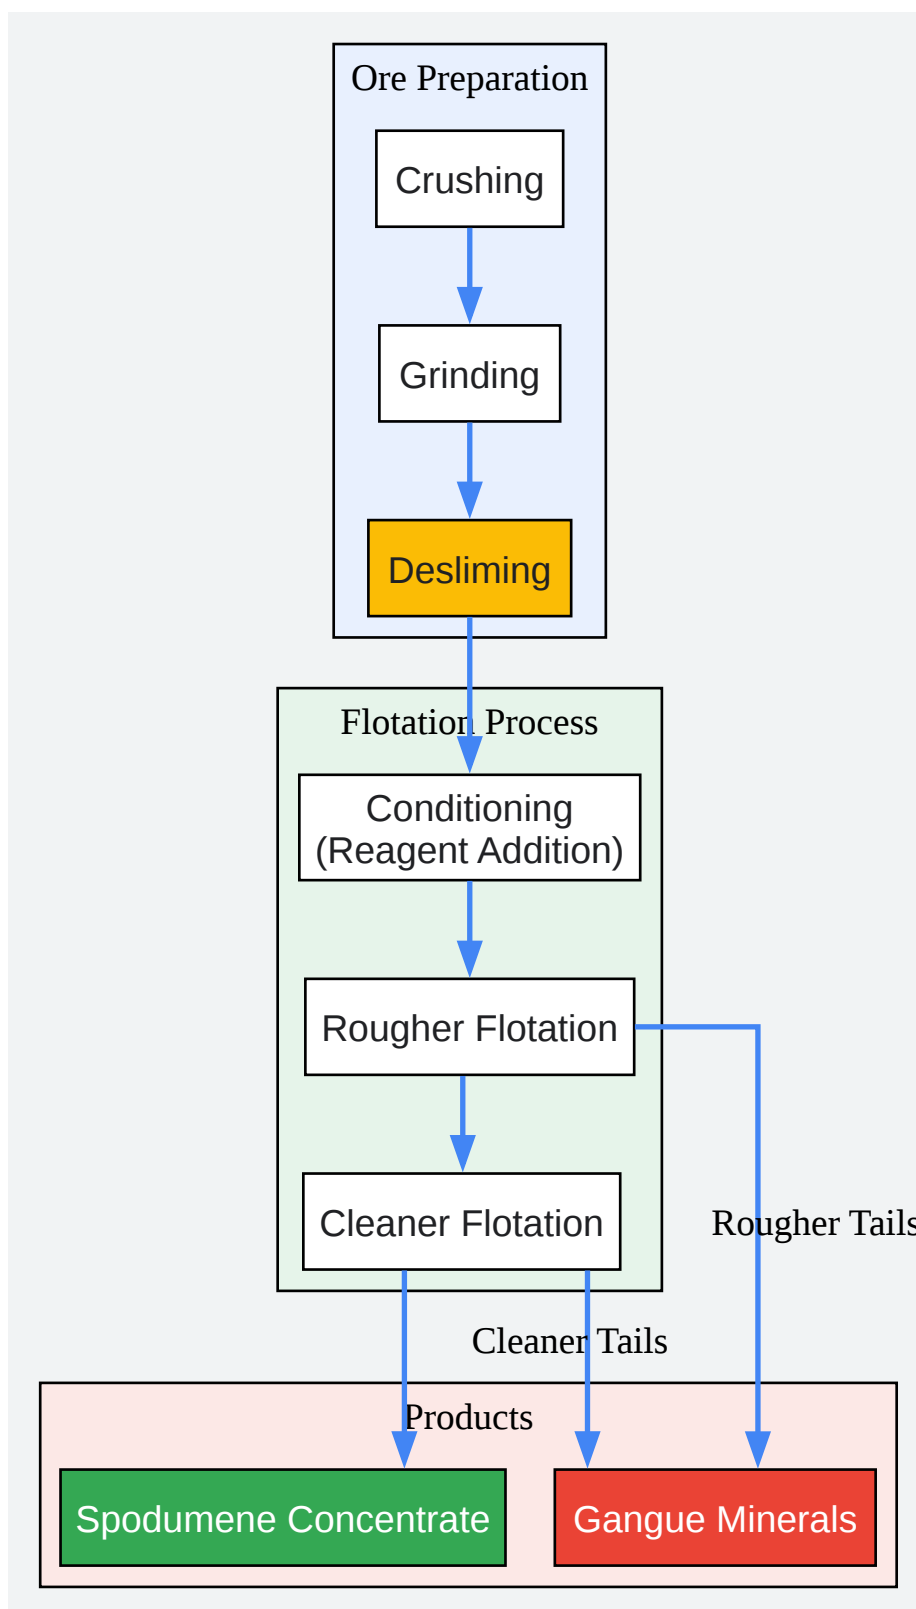 Ore Preparation
Crushing
Grinding
Desliming
Flotation Process
Conditioning
(Reagent Addition)
Rougher Flotation
Cleaner Flotation
Rougher Tails
Cleaner Tails
Products
Spodumene Concentrate
Gangue Minerals